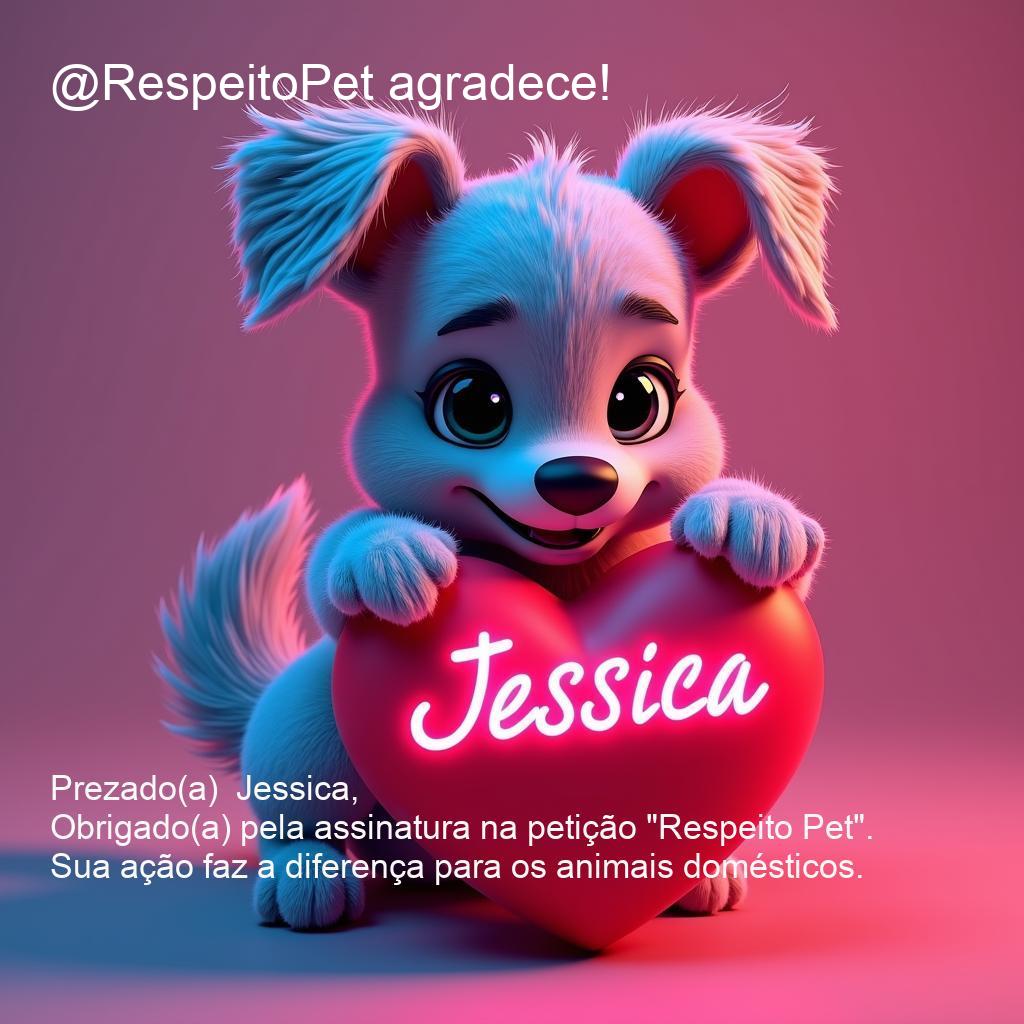 @RespeitoPet agradece!
Jessica
Prezado(a)  Jessica,
Obrigado(a) pela assinatura na petição "Respeito Pet".
Sua ação faz a diferença para os animais domésticos.